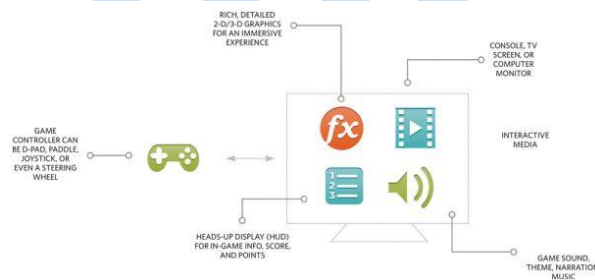 RICH, DETAILED
2-D/3-D GRAPHICS
FOR AN IMMERSIVE
EXPERIENCE
CONSOLE, TV
SCREEN, OR
COMPUTER
MONITOR
GAME
CONTROLLER CAN
BE D-PAD, PADDLE,
JOYSTICK, OR
EVEN A STEERING
WHEEL
fx
INTERACTIVE
MEDIA
1
2
3
HEADS-UP DISPLAY (HUD)
FOR IN-GAME INFO, SCORE,
AND POINTS
GAME SOUND,
THEME, NARRATION
MUSIC